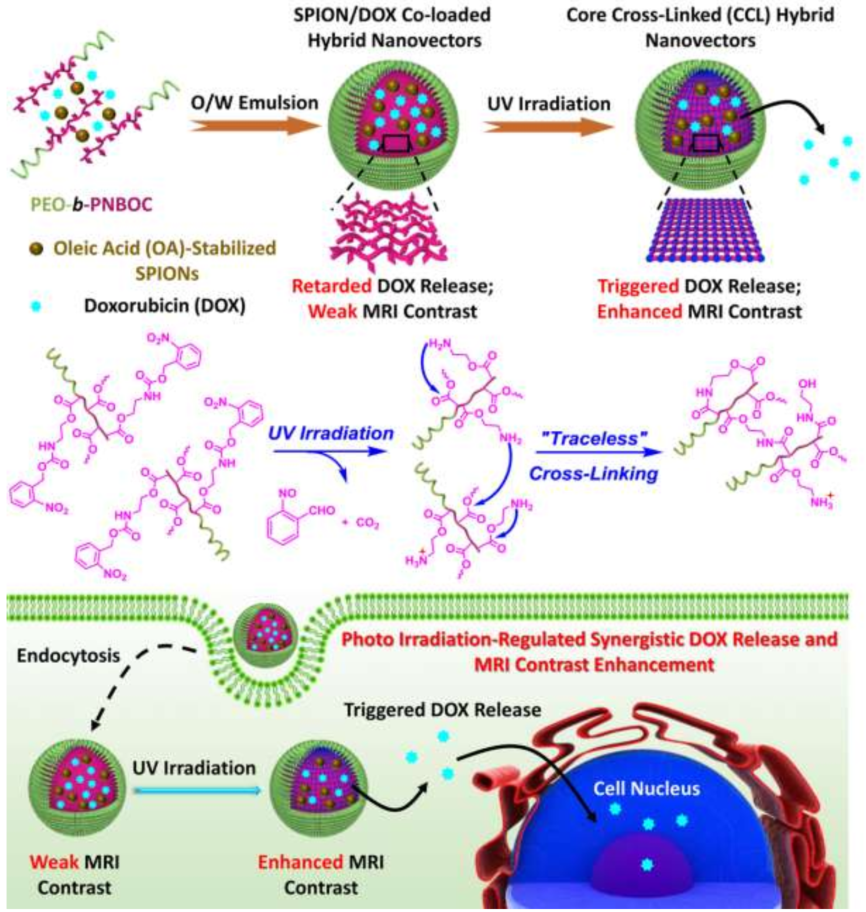 SPION/DOX Co-loaded
Hybrid Nanovectors
Core Cross-Linked (CCL) Hybrid
Nanovectors
O/W Emulsion
UV Irradiation
PEO-b-PNBOC
Oleic Acid (OA)-Stabilized
SPIONs
Doxorubicin (DOX)
Retarded DOX Release;
Weak MRI Contrast
Triggered DOX Release;
Enhanced MRI Contrast
UV Irradiation
"Traceless"
Cross-Linking
NO
CHO
+ CO2
Photo Irradiation-Regulated Synergistic DOX Release and
MRI Contrast Enhancement
Endocytosis
Triggered DOX Release
UV Irradiation
Cell Nucleus
Weak MRI
Contrast
Enhanced MRI
Contrast